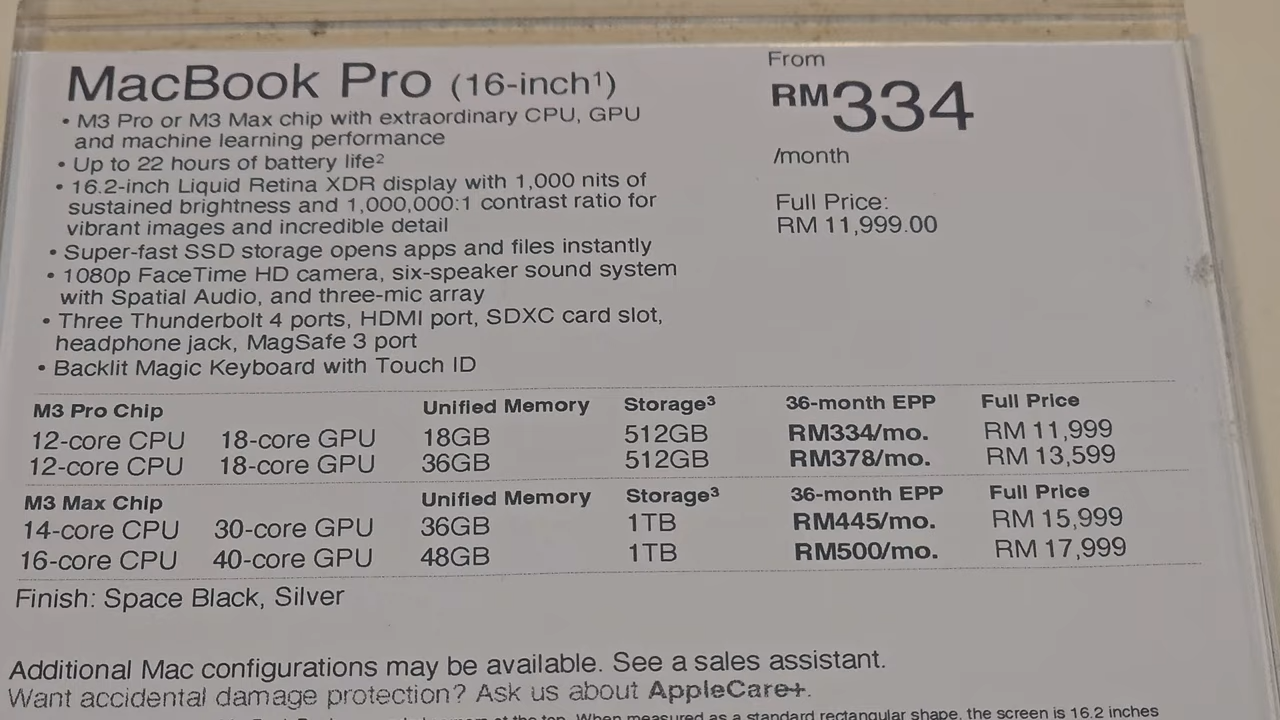 MacBook Pro (16-inch¹)
• M3 Pro or M3 Max chip with extraordinary CPU, GPU
and machine learning performance
• Up to 22 hours of battery life²
• 16.2-inch Liquid Retina XDR display with 1,000 nits of
sustained brightness and 1,000,000:1 contrast ratio for
vibrant images and incredible detail
• Super-fast SSD storage opens apps and files instantly
• 1080p FaceTime HD camera, six-speaker sound system
with Spatial Audio, and three-mic array
• Three Thunderbolt 4 ports, HDMI port, SDXC card slot,
headphone jack, MagSafe 3 port
• Backlit Magic Keyboard with Touch ID
From
RM334
/month
Full Price:
RM 11,999.00
M3 Pro Chip Unified Memory Storage³ 36-month EPP Full Price
12-core CPU 18-core GPU 18GB 512GB RM334/mo. RM 11,999
12-core CPU 18-core GPU 36GB 512GB RM378/mo. RM 13,599
M3 Max Chip Unified Memory Storage³ 36-month EPP Full Price
14-core CPU 30-core GPU 36GB 1TB RM445/mo. RM 15,999
16-core CPU 40-core GPU 48GB 1TB RM500/mo. RM 17,999
Finish: Space Black, Silver
Additional Mac configurations may be available. See a sales assistant.
Want accidental damage protection? Ask us about AppleCare+.
at the top. When measured as a standard rectangular shape, the screen is 16.2 inches